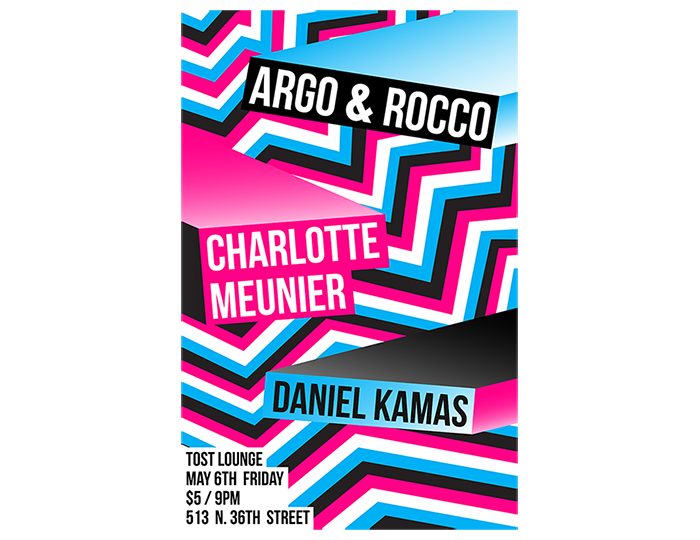 ARGO & ROCCO
CHARLOTTE
MEUNIER
DANIEL KAMAS
TOST LOUNGE
MAY 6TH FRIDAY
$5 / 9PM
513 N. 36TH STREET